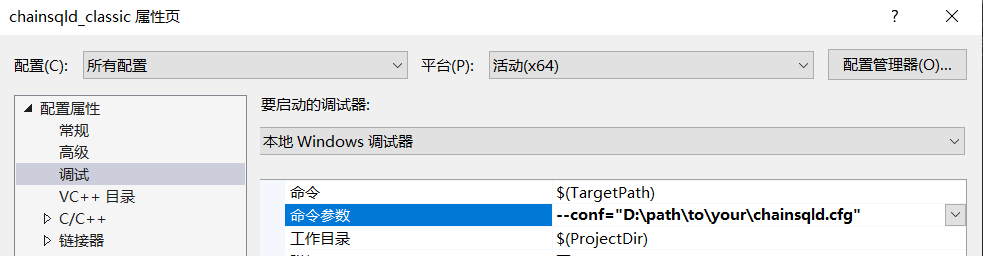 chainsqld_classic 属性页
配置(C): 所有配置 平台(P): 活动(x64) 配置管理器(O)...
配置属性
常规
高级
调试
VC++ 目录
C/C++
链接器
要启动的调试器:
本地 Windows 调试器
命令 $(TargetPath)
命令参数 --conf="D:\path\to\your\chainsqld.cfg"
工作目录 $(ProjectDir)